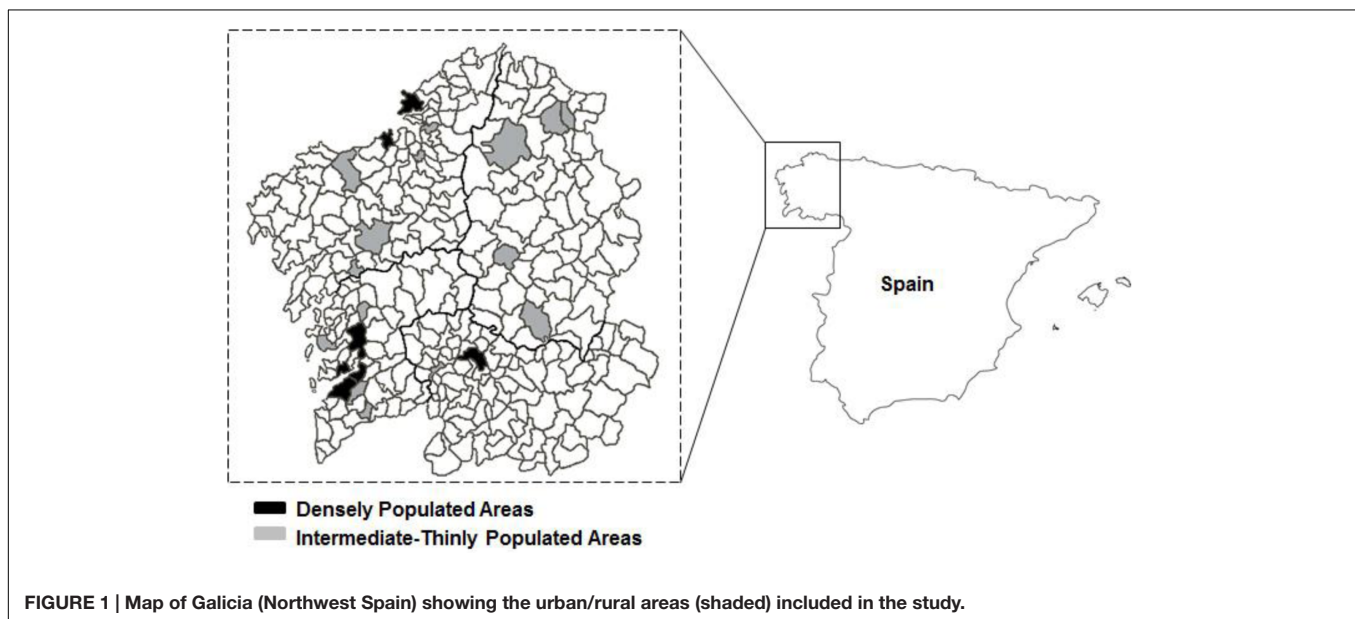 Spain
Densely Populated Areas
Intermediate-Thinly Populated Areas
FIGURE 1 | Map of Galicia (Northwest Spain) showing the urban/rural areas (shaded) included in the study.